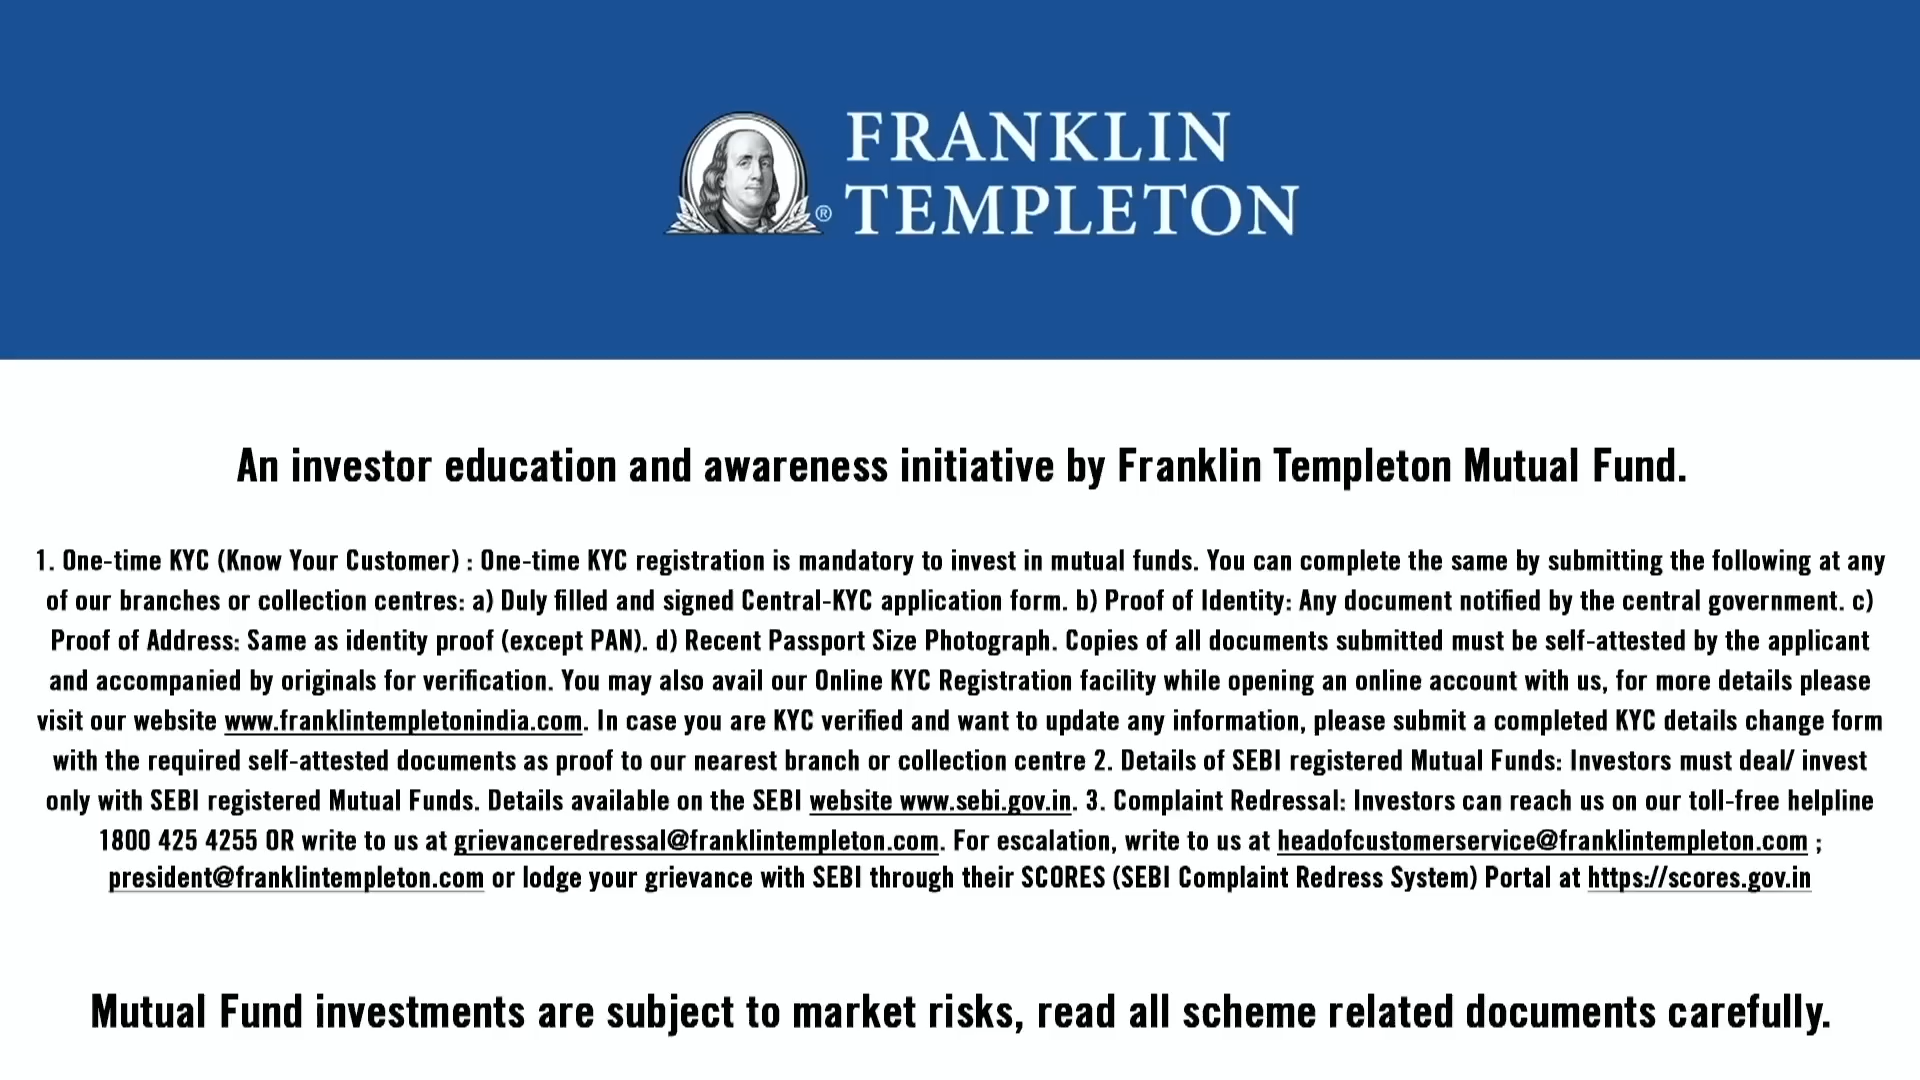 FRANKLIN
TEMPLETON
®
An investor education and awareness initiative by Franklin Templeton Mutual Fund.
1. One-time KYC (Know Your Customer) : One-time KYC registration is mandatory to invest in mutual funds. You can complete the same by submitting the following at any
of our branches or collection centres: a) Duly filled and signed Central-KYC application form. b) Proof of Identity: Any document notified by the central government. c)
Proof of Address: Same as identity proof (except PAN). d) Recent Passport Size Photograph. Copies of all documents submitted must be self-attested by the applicant
and accompanied by originals for verification. You may also avail our Online KYC Registration facility while opening an online account with us, for more details please
visit our website www.franklintempletonindia.com. In case you are KYC verified and want to update any information, please submit a completed KYC details change form
with the required self-attested documents as proof to our nearest branch or collection centre 2. Details of SEBI registered Mutual Funds: Investors must deal/ invest
only with SEBI registered Mutual Funds. Details available on the SEBI website www.sebi.gov.in. 3. Complaint Redressal: Investors can reach us on our toll-free helpline
1800 425 4255 OR write to us at grievanceredressal@franklintempleton.com. For escalation, write to us at headofcustomerservice@franklintempleton.com ;
president@franklintempleton.com or lodge your grievance with SEBI through their SCORES (SEBI Complaint Redress System) Portal at https://scores.gov.in
Mutual Fund investments are subject to market risks, read all scheme related documents carefully.